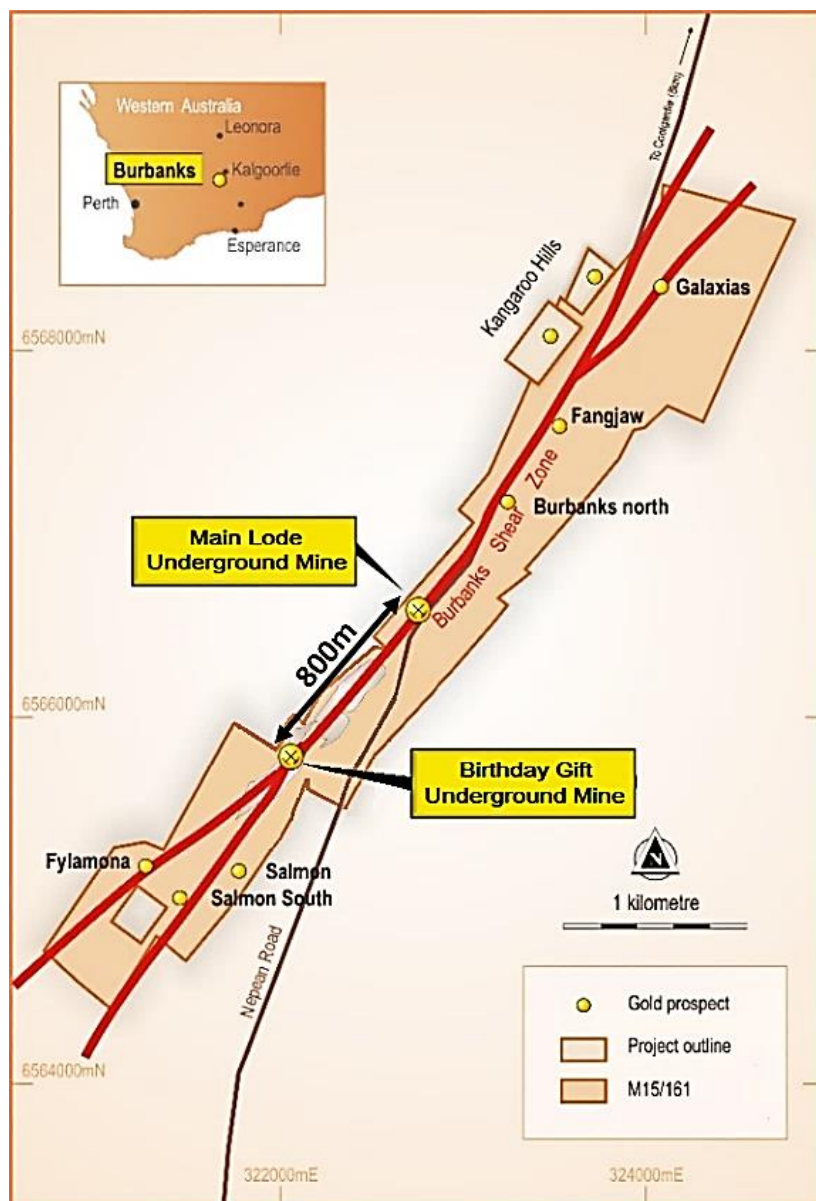 Western Australia
Leonora
Burbanks
Kalgoorlie
Perth
Esperance
To Coolgardie (8km)
Kangaroo Hills
Galaxias
6568000mN
Fangjaw
Burbanks north
Burbanks Shear Zone
Main Lode
Underground Mine
800m
6566000mN
Birthday Gift
Underground Mine
Fylamona
Salmon
Salmon South
N
1 kilometre
Nepean Road
Gold prospect
Project outline
M15/161
6564000mN
322000mE
324000mE